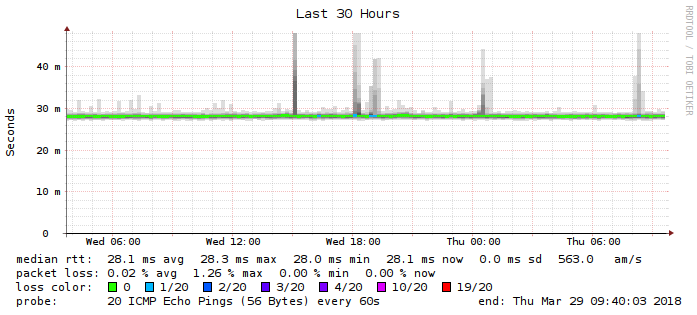 Last 30 Hours
RRDTOOL / TOBI OETIKER
Seconds
40 m
30 m
20 m
10 m
0
Wed 06:00 Wed 12:00 Wed 18:00 Thu 00:00 Thu 06:00
median rtt: 28.1 ms avg 28.3 ms max 28.0 ms min 28.1 ms now 0.0 ms sd 563.0 am/s
packet loss: 0.02 % avg 1.26 % max 0.00 % min 0.00 % now
loss color: 0 1/20 2/20 3/20 4/20 10/20 19/20
probe: 20 ICMP Echo Pings (56 Bytes) every 60s end: Thu Mar 29 09:40:03 2018